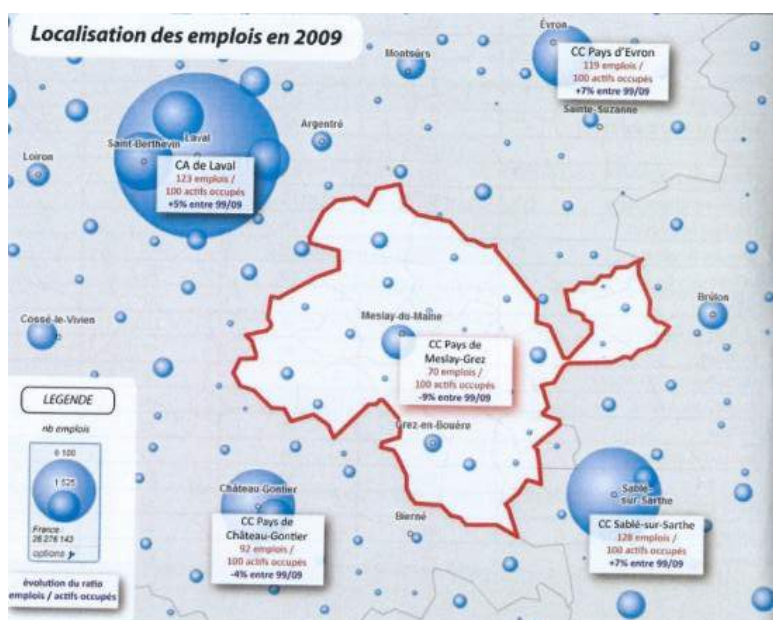 Localisation des emplois en 2009
Évron
CC Pays d'Evron
119 emplois /
100 actifs occupés
+7% entre 99/09
Montsûrs
Sainte-Suzanne
Argentré
Laval
Saint-Berthevin
Loiron
CA de Laval
123 emplois /
100 actifs occupés
+5% entre 99/09
Brûlon
Meslay-du-Maine
Cossé-le-Vivien
CC Pays de
Meslay-Grez
70 emplois /
100 actifs occupés
-9% entre 99/09
LEGENDE
nb emplois
6 100
1 525
France
26 276 143
options
évolution du ratio
emplois / actifs occupés
Grez-en-Bouère
Château-Gontier
CC Pays de
Château-Gontier
92 emplois /
100 actifs occupés
-4% entre 99/09
Bierné
Sablé-
sur-Sarthe
CC Sablé-sur-Sarthe
128 emplois /
100 actifs occupés
+7% entre 99/09